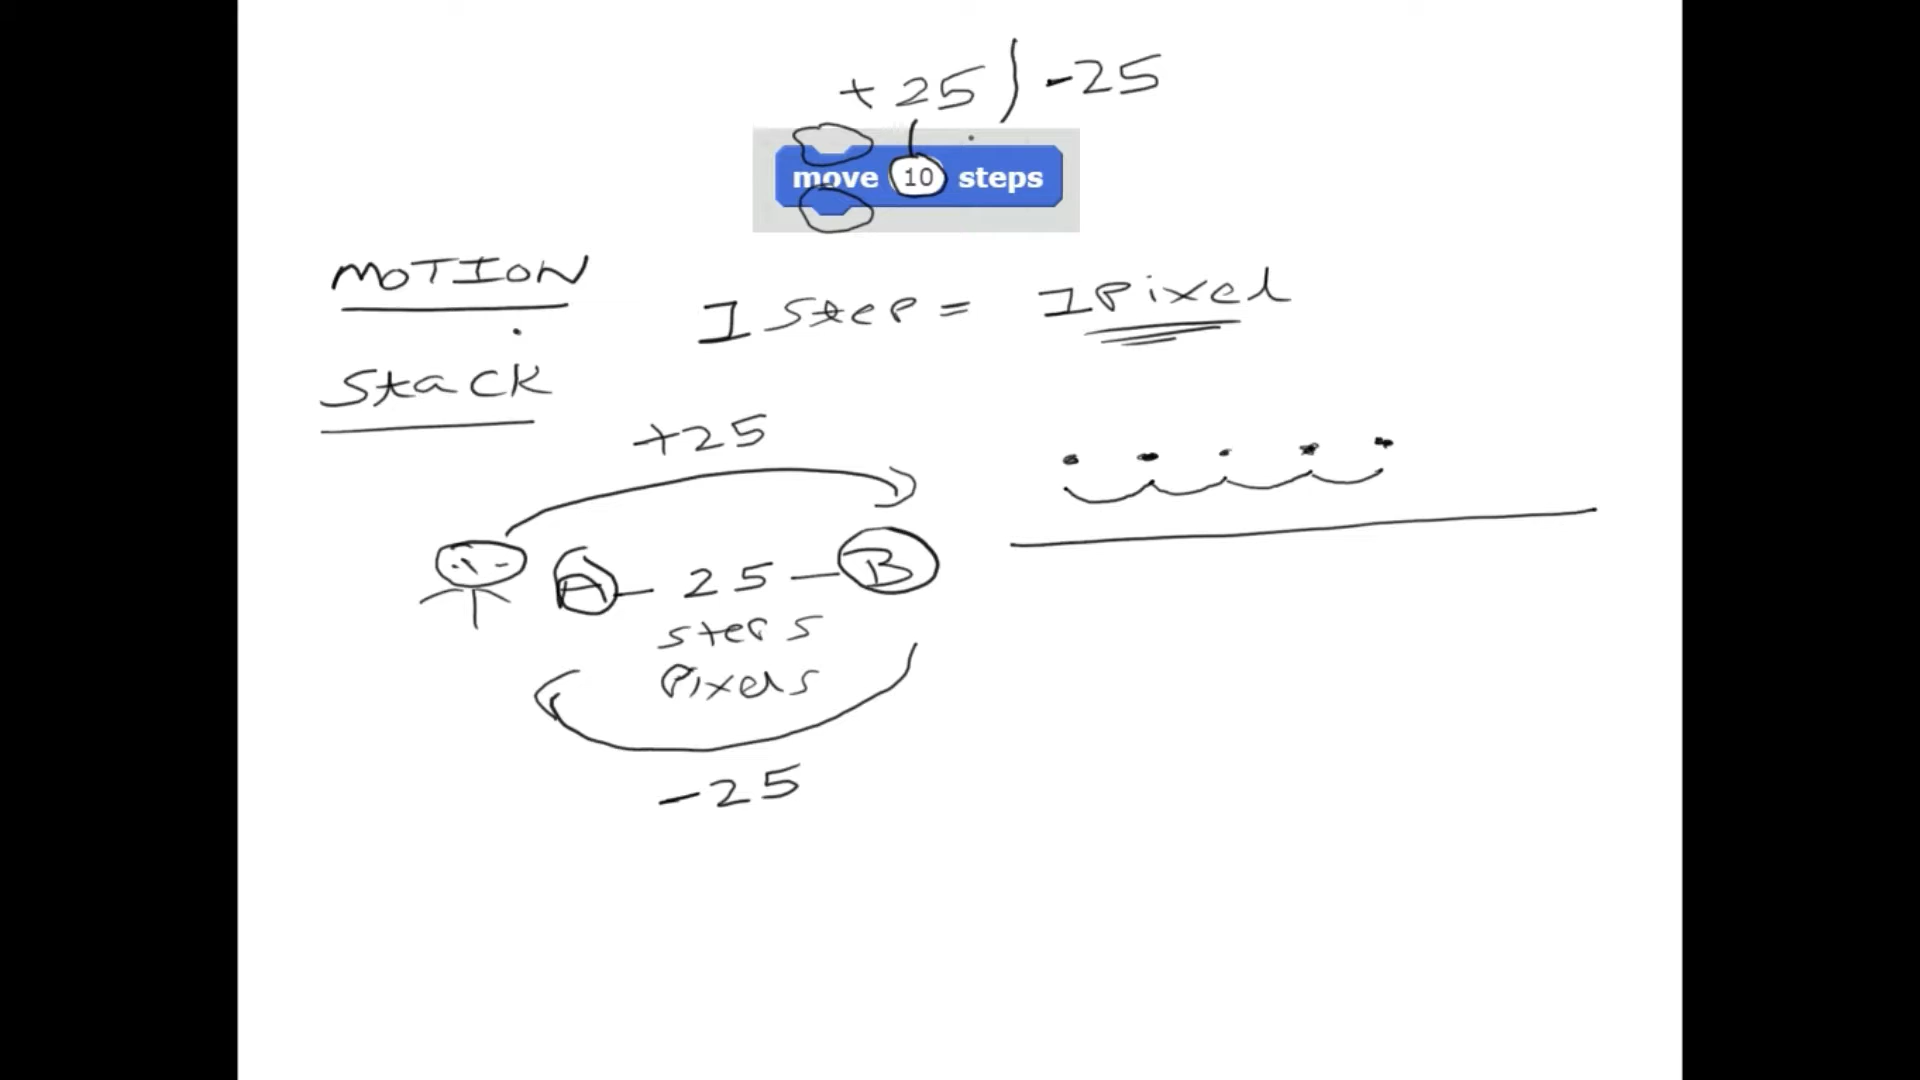 +25 ) -25
move 10 steps
MOTION
1 step = 1 Pixel
Stack
+25
A - 25 - B
steps
Pixels
-25